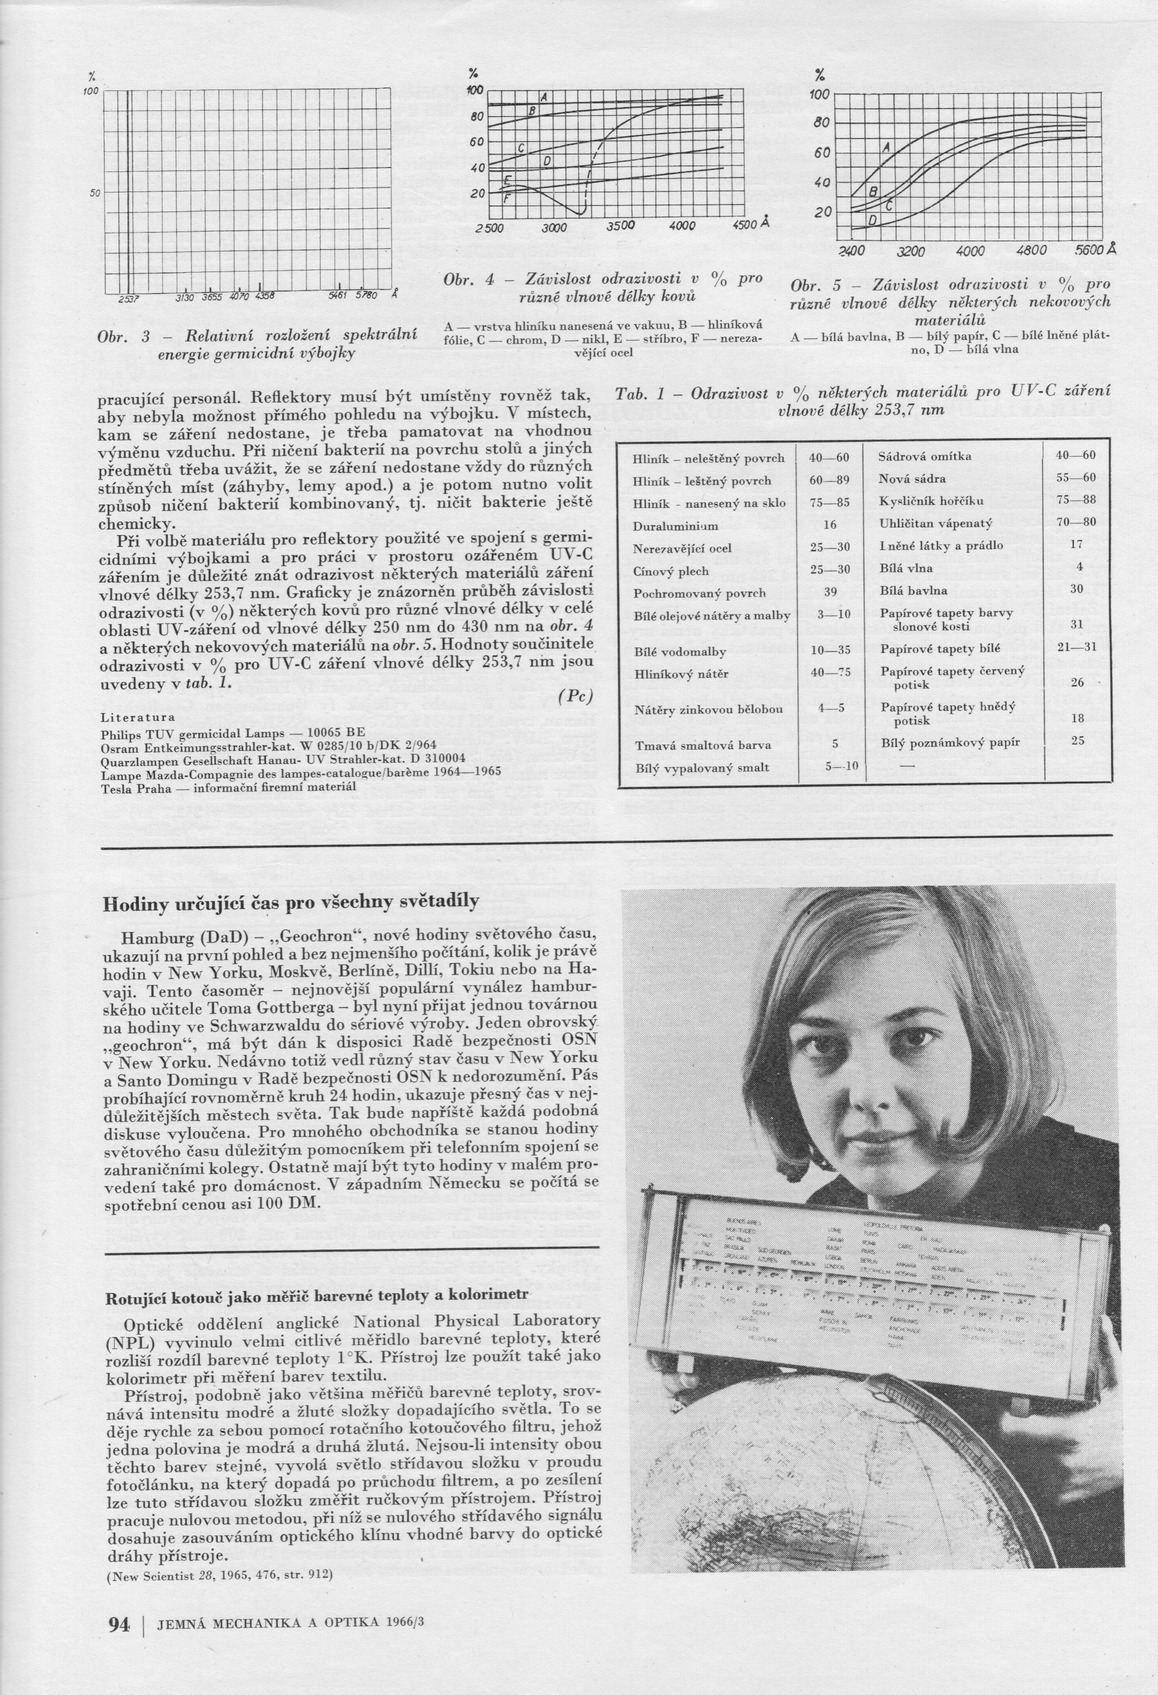 %
100
50
2537 3130 3655 4070 4358 5461 5780 Å
Obr. 3 – Relativní rozložení spektrální
energie germicidní výbojky
%
100
80
60
40
20
A
B
C
D
E
F
2500 3000 3500 4000 4500 Å
Obr. 4 – Závislost odrazivosti v % pro
různé vlnové délky kovů
A — vrstva hliníku nanesená ve vakuu, B — hliníková
fólie, C — chrom, D — nikl, E — stříbro, F — nereza-
vějící ocel
%
100
80
60
40
20
A
B
C
D
2400 3200 4000 4800 5600 Å
Obr. 5 – Závislost odrazivosti v % pro
různé vlnové délky některých nekovových
materiálů
A — bílá bavlna, B — bílý papír, C — bílé lněné plát-
no, D — bílá vlna
pracující personál. Reflektory musí být umístěny rovněž tak,
aby nebyla možnost přímého pohledu na výbojku. V místech,
kam se záření nedostane, je třeba pamatovat na vhodnou
výměnu vzduchu. Při ničení bakterií na povrchu stolů a jiných
předmětů třeba uvážit, že se záření nedostane vždy do různých
stíněných míst (záhyby, lemy apod.) a je potom nutno volit
způsob ničení bakterií kombinovaný, tj. ničit bakterie ještě
chemicky.
Při volbě materiálu pro reflektory použité ve spojení s germi-
cidními výbojkami a pro práci v prostoru ozářeném UV-C
zářením je důležité znát odrazivost některých materiálů záření
vlnové délky 253,7 nm. Graficky je znázorněn průběh závislosti
odrazivosti (v %) některých kovů pro různé vlnové délky v celé
oblasti UV-záření od vlnové délky 250 nm do 430 nm na obr. 4
a některých nekovových materiálů na obr. 5. Hodnoty součinitele
odrazivosti v % pro UV-C záření vlnové délky 253,7 nm jsou
uvedeny v tab. 1.
(Pc)
Literatura
Philips TUV germicidal Lamps — 10065 BE
Osram Entkeimungsstrahler-kat. W 0285/10 b/DK 2/964
Quarzlampen Gesellschaft Hanau- UV Strahler-kat. D 310004
Lampe Mazda-Compagnie des lampes-catalogue/barème 1964—1965
Tesla Praha — informační firemní materiál
Tab. 1 – Odrazivost v % některých materiálů pro UV-C záření
vlnové délky 253,7 nm
Hliník – neleštěný povrch 40—60 Sádrová omítka 40—60
Hliník – leštěný povrch 60—89 Nová sádra 55—60
Hliník - nanesený na sklo 75—85 Kysličník hořčíku 75—88
Duraluminium 16 Uhličitan vápenatý 70—80
Nerezavějící ocel 25—30 Lněné látky a prádlo 17
Cínový plech 25—30 Bílá vlna 4
Pochromovaný povrch 39 Bílá bavlna 30
Bílé olejové nátěry a malby 3—10 Papírové tapety barvy
slonové kosti 31
Bílé vodomalby 10—35 Papírové tapety bílé 21—31
Hliníkový nátěr 40—75 Papírové tapety červený
potisk 26
Nátěry zinkovou bělobou 4—5 Papírové tapety hnědý
potisk 18
Tmavá smaltová barva 5 Bílý poznámkový papír 25
Bílý vypalovaný smalt 5—10 —
Hodiny určující čas pro všechny světadíly
Hamburg (DaD) – „Geochron“, nové hodiny světového času,
ukazují na první pohled a bez nejmenšího počítání, kolik je právě
hodin v New Yorku, Moskvě, Berlíně, Dillí, Tokiu nebo na Ha-
vaji. Tento časoměr – nejnovější populární vynález hambur-
ského učitele Toma Gottberga – byl nyní přijat jednou továrnou
na hodiny ve Schwarzwaldu do sériové výroby. Jeden obrovský
„geochron“, má být dán k disposici Radě bezpečnosti OSN
v New Yorku. Nedávno totiž vedl různý stav času v New Yorku
a Santo Domingu v Radě bezpečnosti OSN k nedorozumění. Pás
probíhající rovnoměrně kruh 24 hodin, ukazuje přesný čas v nej-
důležitějších městech světa. Tak bude napříště každá podobná
diskuse vyloučena. Pro mnohého obchodníka se stanou hodiny
světového času důležitým pomocníkem při telefonním spojení se
zahraničními kolegy. Ostatně mají být tyto hodiny v malém pro-
vedení také pro domácnost. V západním Německu se počítá se
spotřební cenou asi 100 DM.
Rotující kotouč jako měřič barevné teploty a kolorimetr
Optické oddělení anglické National Physical Laboratory
(NPL) vyvinulo velmi citlivé měřidlo barevné teploty, které
rozliší rozdíl barevné teploty 1°K. Přístroj lze použít také jako
kolorimetr při měření barev textilu.
Přístroj, podobně jako většina měřičů barevné teploty, srov-
nává intensitu modré a žluté složky dopadajícího světla. To se
děje rychle za sebou pomocí rotačního kotoučového filtru, jehož
jedna polovina je modrá a druhá žlutá. Nejsou-li intensity obou
těchto barev stejné, vyvolá světlo střídavou složku v proudu
fotočlánku, na který dopadá po průchodu filtrem, a po zesílení
lze tuto střídavou složku změřit ručkovým přístrojem. Přístroj
pracuje nulovou metodou, při níž se nulového střídavého signálu
dosahuje zasouváním optického klínu vhodné barvy do optické
dráhy přístroje.
(New Scientist 28, 1965, 476, str. 912)
BUENOS AIRES
LEOPOLDVILLE PRETORIA
SAO PAULO
DAKAR
ROMA
CAIRO
PARIS
LONDON
BERLIN
STOCKHOLM MOSKVA
ANKARA
ADDIS ABEBA
ADEN
GUAM
WAKE
SAMOA
FAIRBANKS
WELLINGTON
ANCHORAGE
MELBOURNE
94 | JEMNÁ MECHANIKA A OPTIKA 1966/3